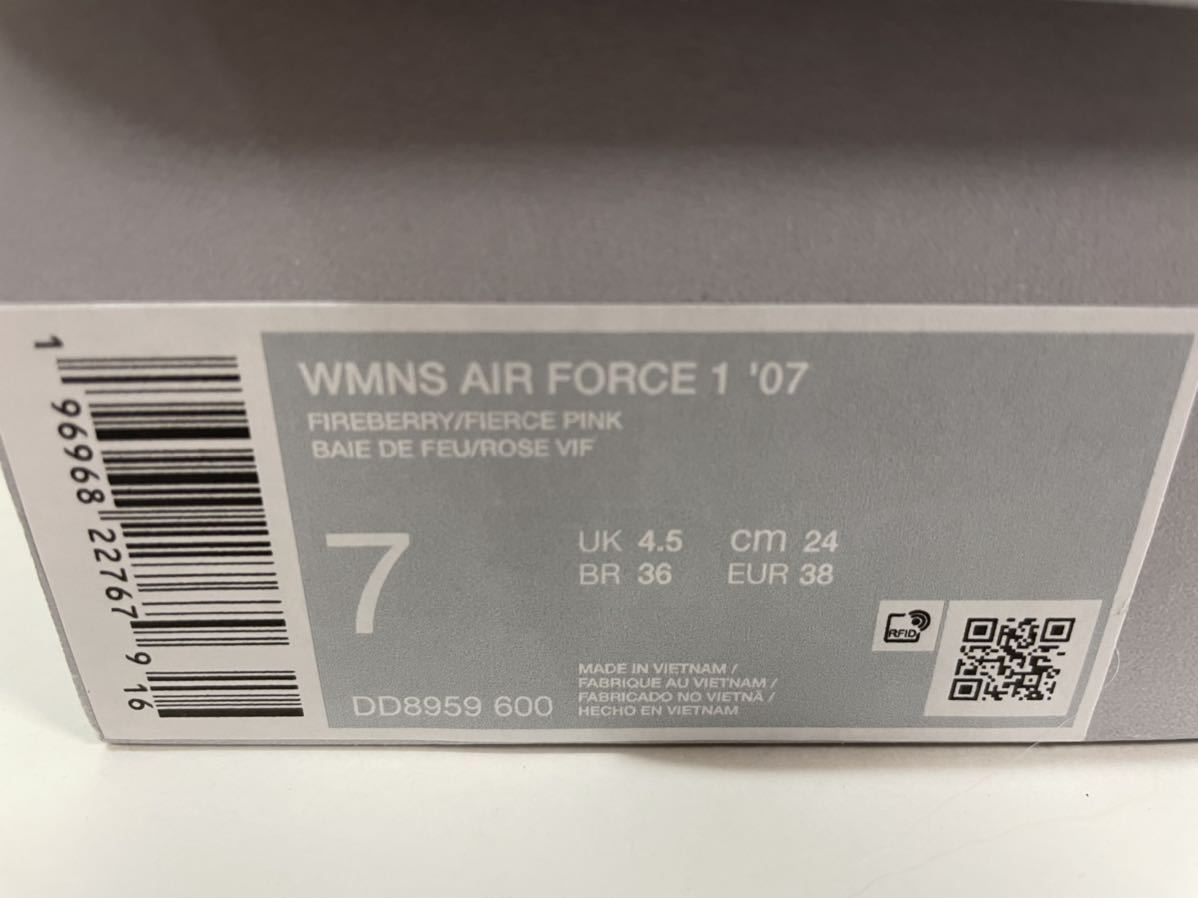 WMNS AIR FORCE 1 '07
FIREBERRY/FIERCE PINK
BAIE DE FEU/ROSE VIF
7
UK 4.5 cm 24
BR 36 EUR 38
RFID
MADE IN VIETNAM /
FABRIQUE AU VIETNAM /
FABRICADO NO VIETNÃ /
HECHO EN VIETNAM
DD8959 600
1 96968 22767 9 16